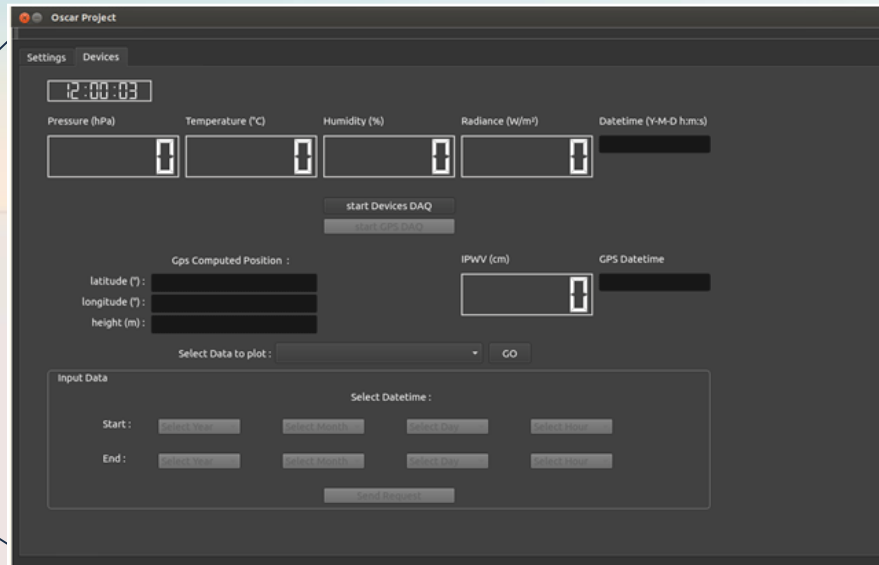 Oscar Project
Settings Devices
12:00:03
Pressure (hPa) Temperature (°C) Humidity (%) Radiance (W/m²) Datetime (Y-M-D h:m:s)
0 0 0 0
start Devices DAQ
start GPS DAQ
Gps Computed Position : IPWV (cm) GPS Datetime
latitude (°) : 0
longitude (°) :
height (m) :
Select Data to plot : GO
Input Data
Select Datetime :
Start : Select Year Select Month Select Day Select Hour
End : Select Year Select Month Select Day Select Hour
Send Request